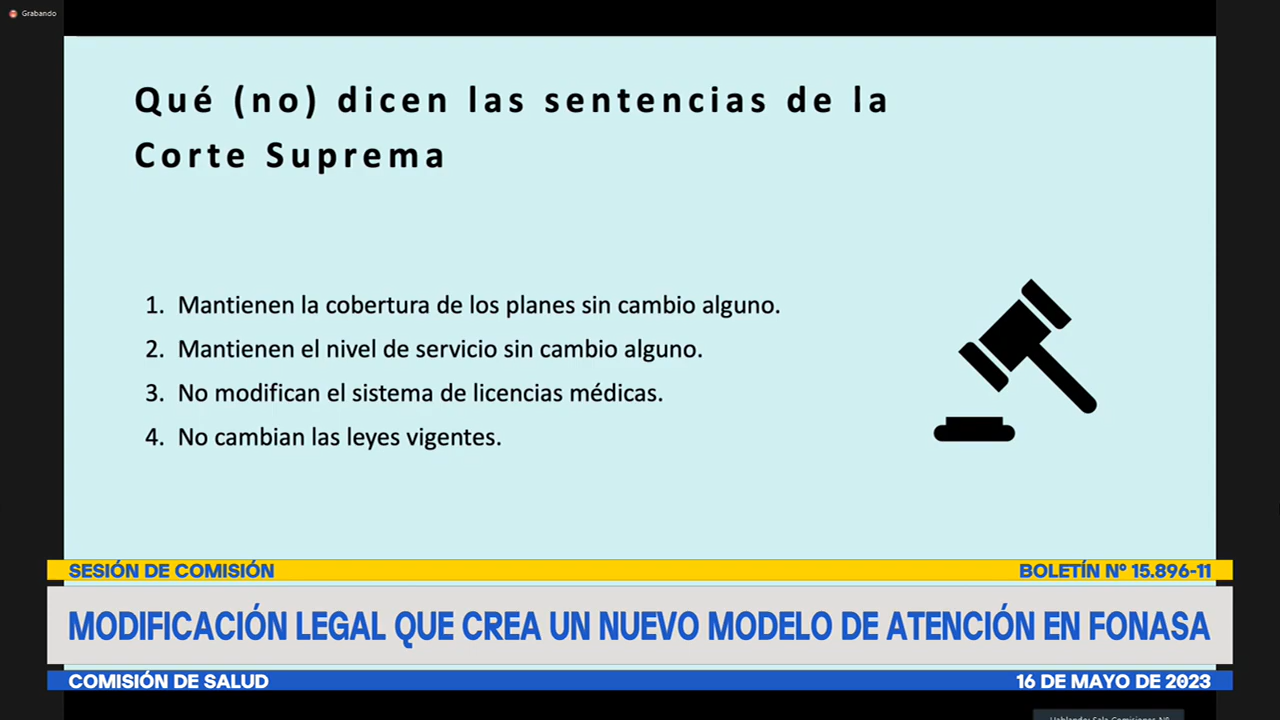 Grabando
Qué (no) dicen las sentencias de la
Corte Suprema
1. Mantienen la cobertura de los planes sin cambio alguno.
2. Mantienen el nivel de servicio sin cambio alguno.
3. No modifican el sistema de licencias médicas.
4. No cambian las leyes vigentes.
SESIÓN DE COMISIÓN
BOLETÍN Nº 15.896-11
MODIFICACIÓN LEGAL QUE CREA UN NUEVO MODELO DE ATENCIÓN EN FONASA
COMISIÓN DE SALUD
16 DE MAYO DE 2023